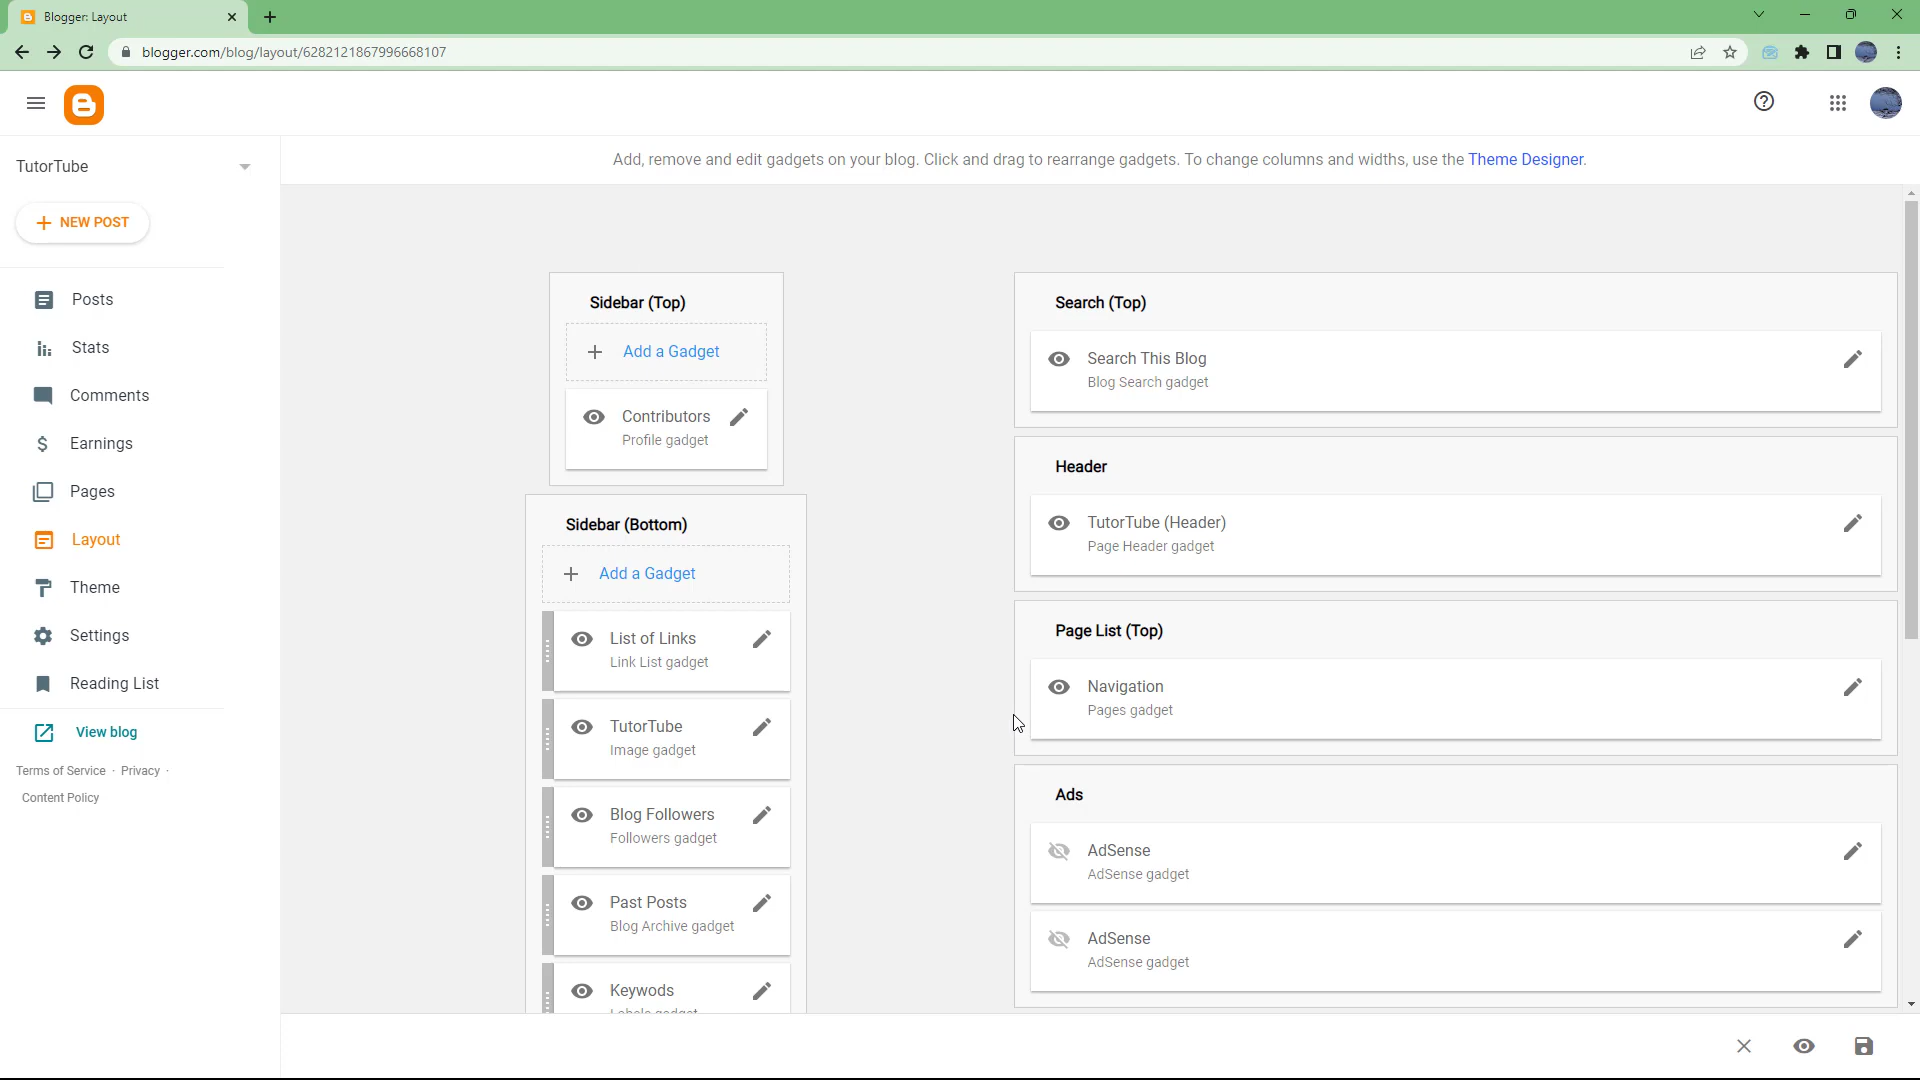 Blogger: Layout
blogger.com/blog/layout/6282121867996668107
TutorTube
NEW POST
Posts
Stats
Comments
Earnings
Pages
Layout
Theme
Settings
Reading List
View blog
Terms of Service · Privacy ·
Content Policy
Add, remove and edit gadgets on your blog. Click and drag to rearrange gadgets. To change columns and widths, use the Theme Designer.
Sidebar (Top)
Add a Gadget
Contributors
Profile gadget
Sidebar (Bottom)
Add a Gadget
List of Links
Link List gadget
TutorTube
Image gadget
Blog Followers
Followers gadget
Past Posts
Blog Archive gadget
Keywods
Labels gadget
Search (Top)
Search This Blog
Blog Search gadget
Header
TutorTube (Header)
Page Header gadget
Page List (Top)
Navigation
Pages gadget
Ads
AdSense
AdSense gadget
AdSense
AdSense gadget